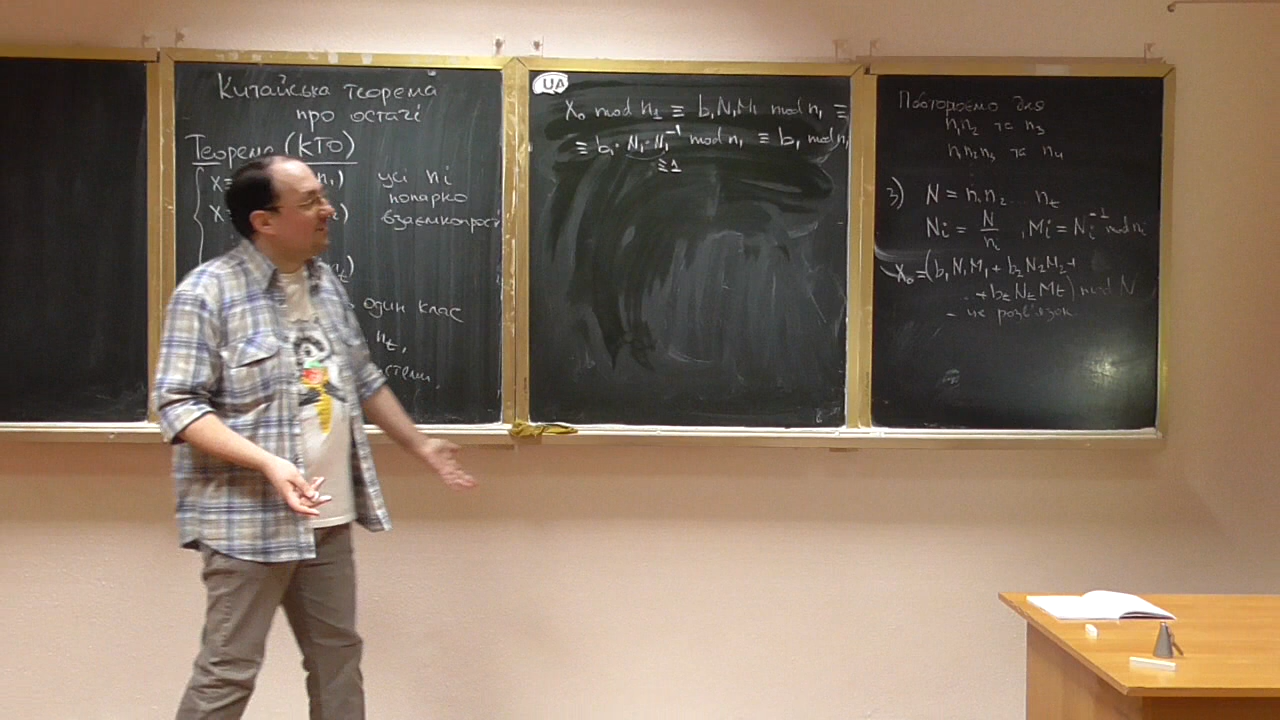 Китайська теорема
про остачі
Теорема (КТО)
x≡ n₁) усі nᵢ
попарно
x 2) взаємнопрості
t)
один клас
nₜ,
UA
x₀ mod n₁ ≡ b₁N₁M₁ mod n₁ ≡
≡ b₁·N₁·N₁⁻¹ mod n₁ ≡ b₁ mod n₁
≡1
Повторюємо для
n₁n₂ та n₃
n₁n₂n₃ та n₄
3) N = n₁n₂...nₜ
Nᵢ = N/nᵢ , Mᵢ = Nᵢ⁻¹ mod nᵢ
x₀=(b₁N₁M₁+b₂N₂M₂+
..+bₜNₜMₜ) mod N
- це розв'язок